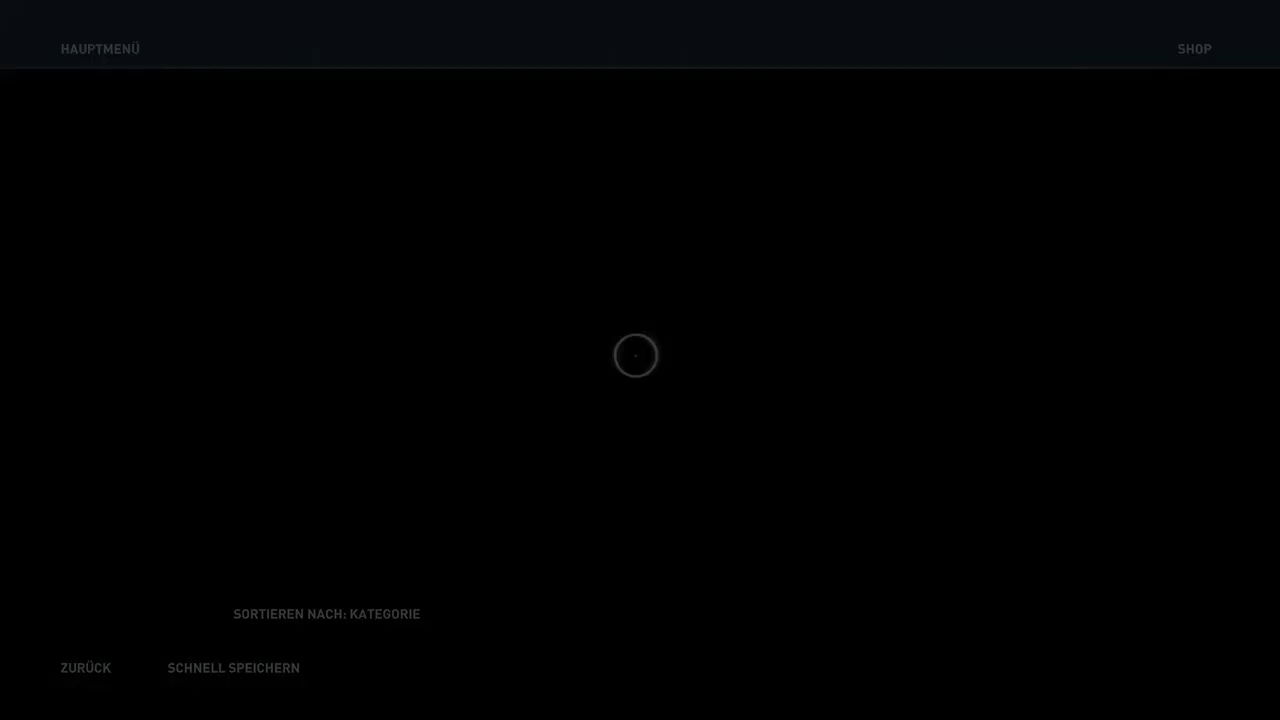 HAUPTMENÜ
SHOP
SORTIEREN NACH: KATEGORIE
ZURÜCK
SCHNELL SPEICHERN